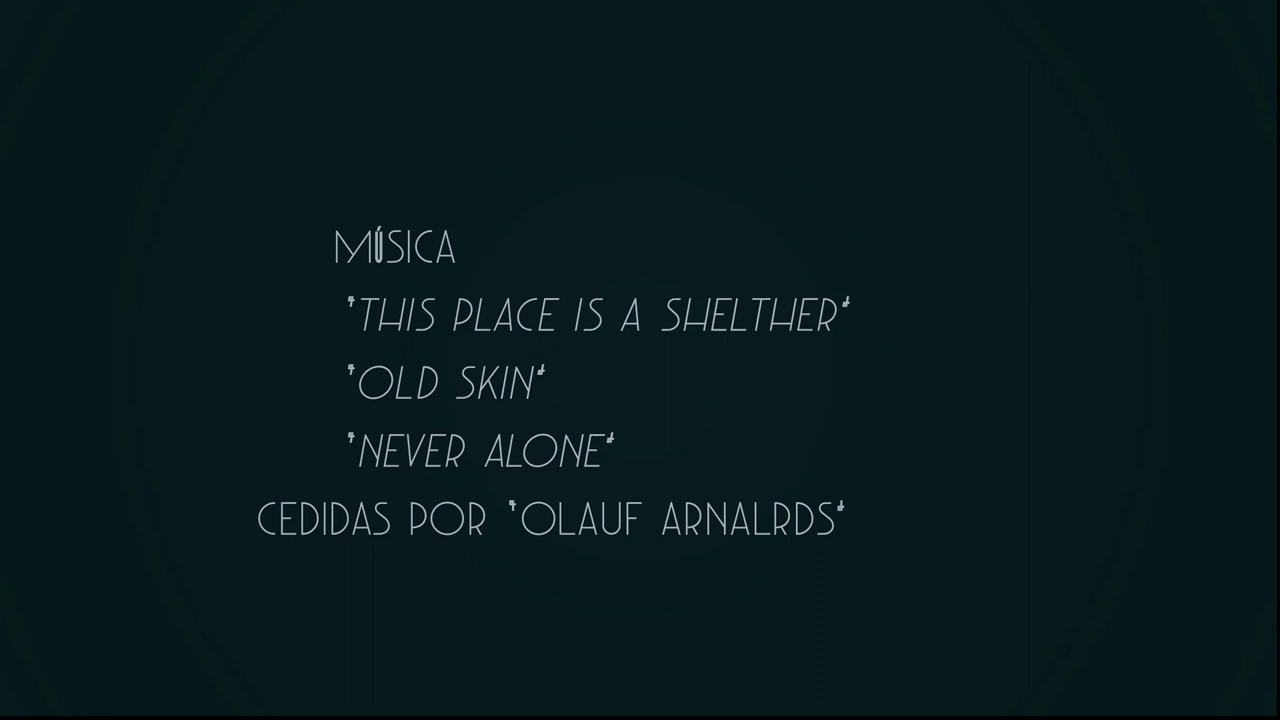 MÚSICA
"THIS PLACE IS A SHELTHER"
"OLD SKIN"
"NEVER ALONE"
CEDIDAS POR "OLAUF ARNALRDS"